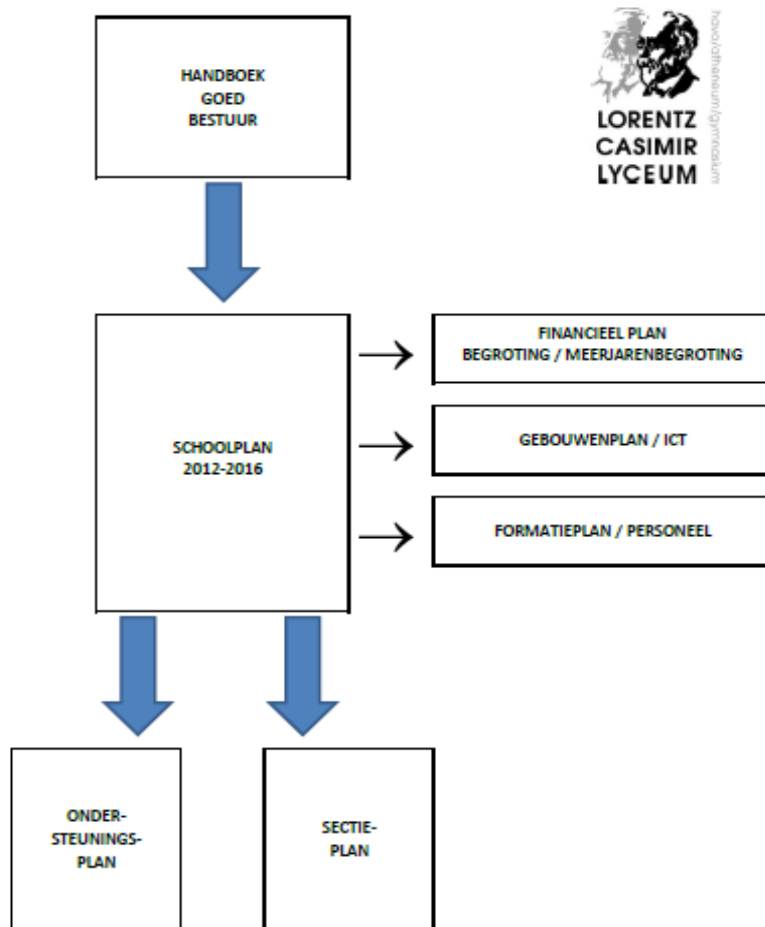 HANDBOEK
GOED
BESTUUR
LORENTZ
CASIMIR
LYCEUM
havo/atheneum/gymnasium
FINANCIEEL PLAN
BEGROTING / MEERJARENBEGROTING
SCHOOLPLAN
2012-2016
GEBOUWENPLAN / ICT
FORMATIEPLAN / PERSONEEL
ONDER-
STEUNINGS-
PLAN
SECTIE-
PLAN